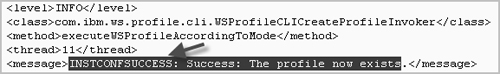 <level>INFO</level>
<class>com.ibm.ws.profile.cli.WSProfileCLICreateProfileInvoker</class>
<method>executeWSProfileAccordingToMode</method>
<thread>11</thread>
<message>INSTCONFSUCCESS: Success: The profile now exists.</message>